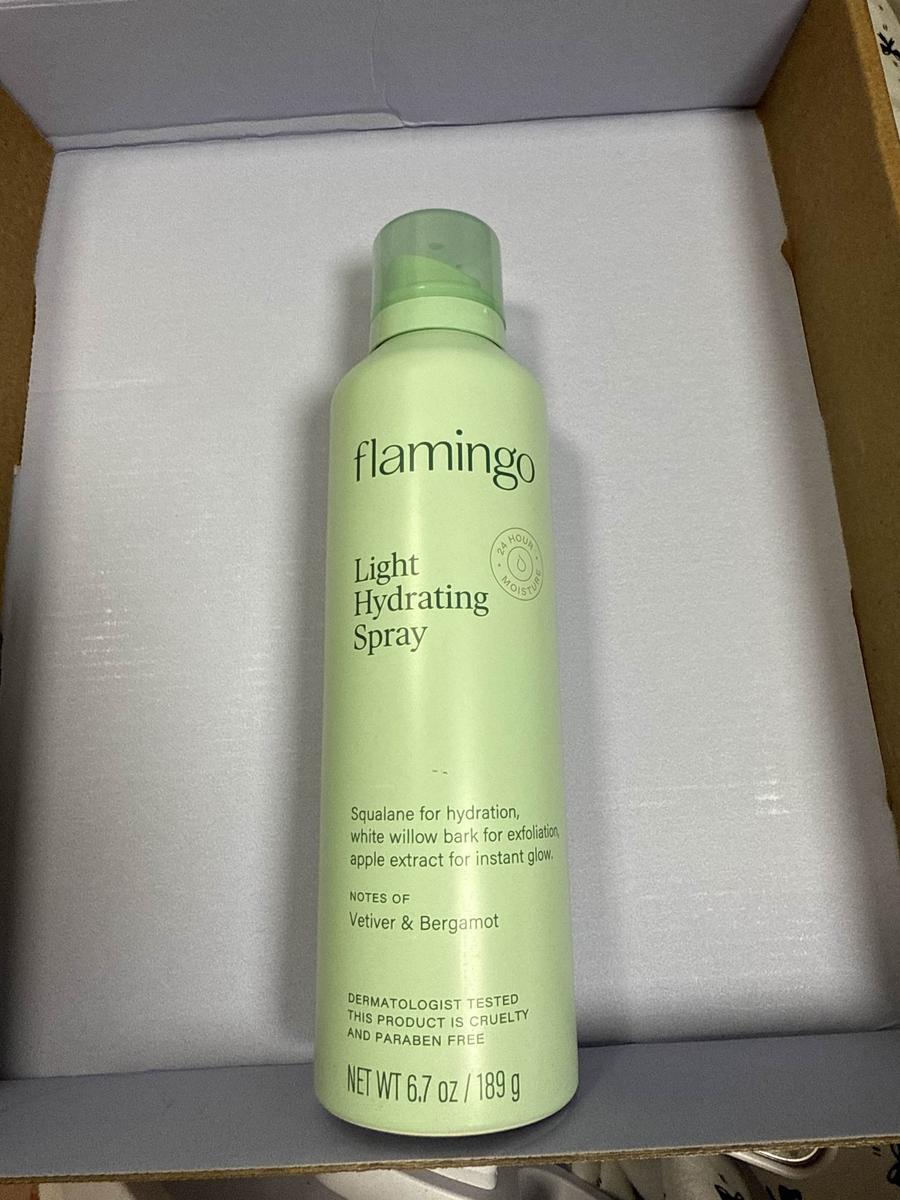 flamingo
24 HOUR
MOISTURE
Light
Hydrating
Spray
Squalane for hydration,
white willow bark for exfoliation,
apple extract for instant glow.
NOTES OF
Vetiver & Bergamot
DERMATOLOGIST TESTED
THIS PRODUCT IS CRUELTY
AND PARABEN FREE
NET WT 6.7 oz / 189 g